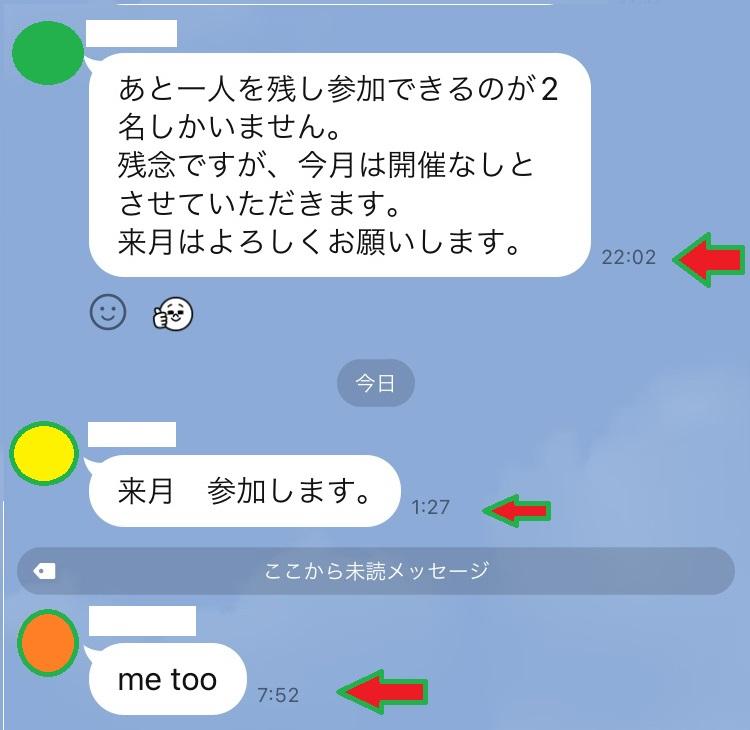 あと一人を残し参加できるのが2
名しかいません。
残念ですが、今月は開催なしと
させていただきます。
来月はよろしくお願いします。
22:02
今日
来月　参加します。
1:27
ここから未読メッセージ
me too
7:52